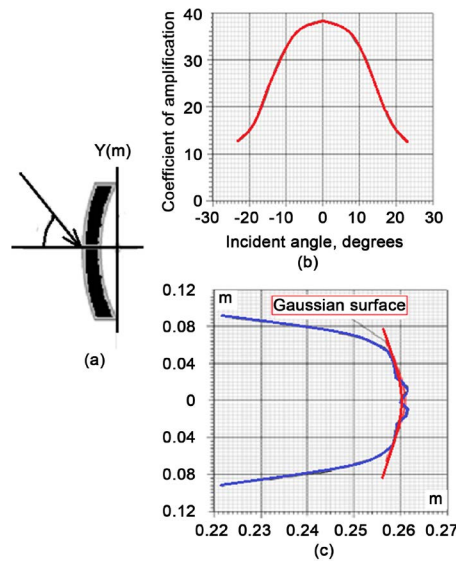 Y(m)
(a)
Coefficient of amplification
40
30
20
10
0
-30 -20 -10 0 10 20 30
Incident angle, degrees
(b)
0.12
m
Gaussian surface
0.08
0.04
0
0.04
0.08
0.12
m
0.22 0.23 0.24 0.25 0.26 0.27
(c)